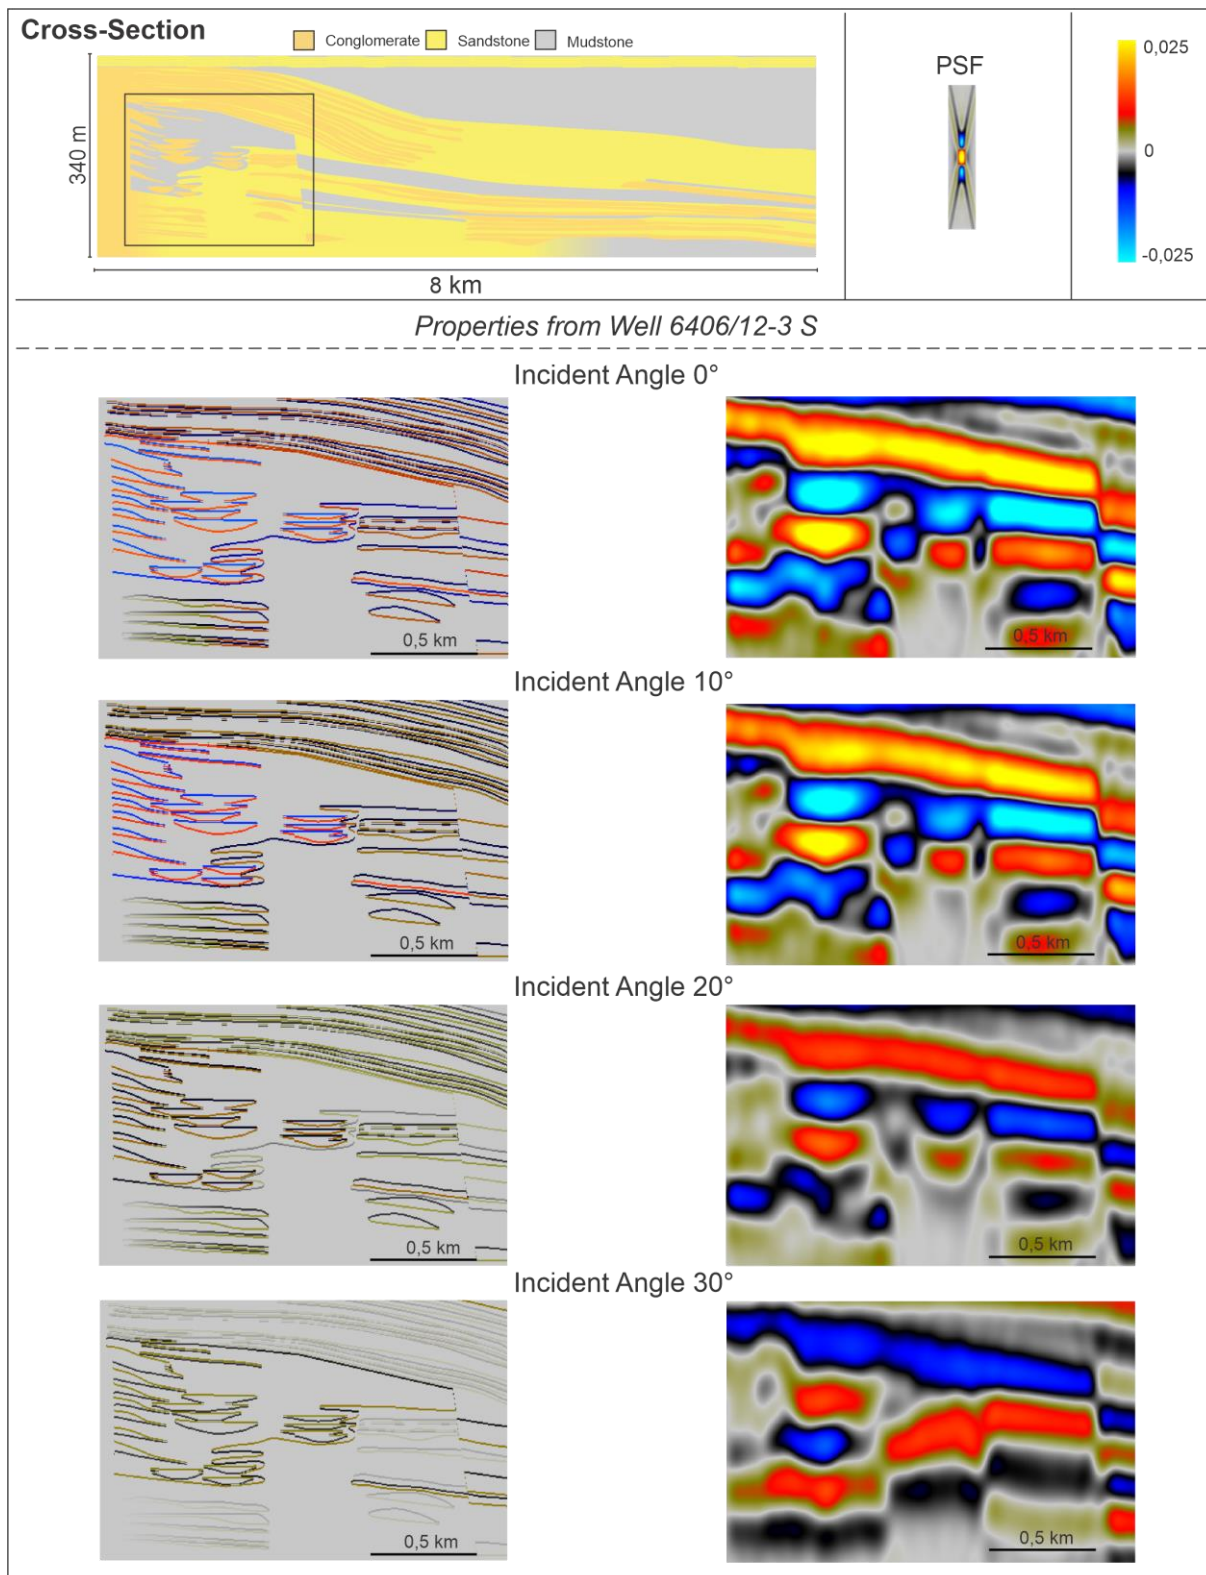 Cross-Section
Conglomerate Sandstone Mudstone
340 m
8 km
PSF
0,025
0
-0,025
Properties from Well 6406/12-3 S
Incident Angle 0°
0,5 km
0,5 km
Incident Angle 10°
0,5 km
0,5 km
Incident Angle 20°
0,5 km
0,5 km
Incident Angle 30°
0,5 km
0,5 km